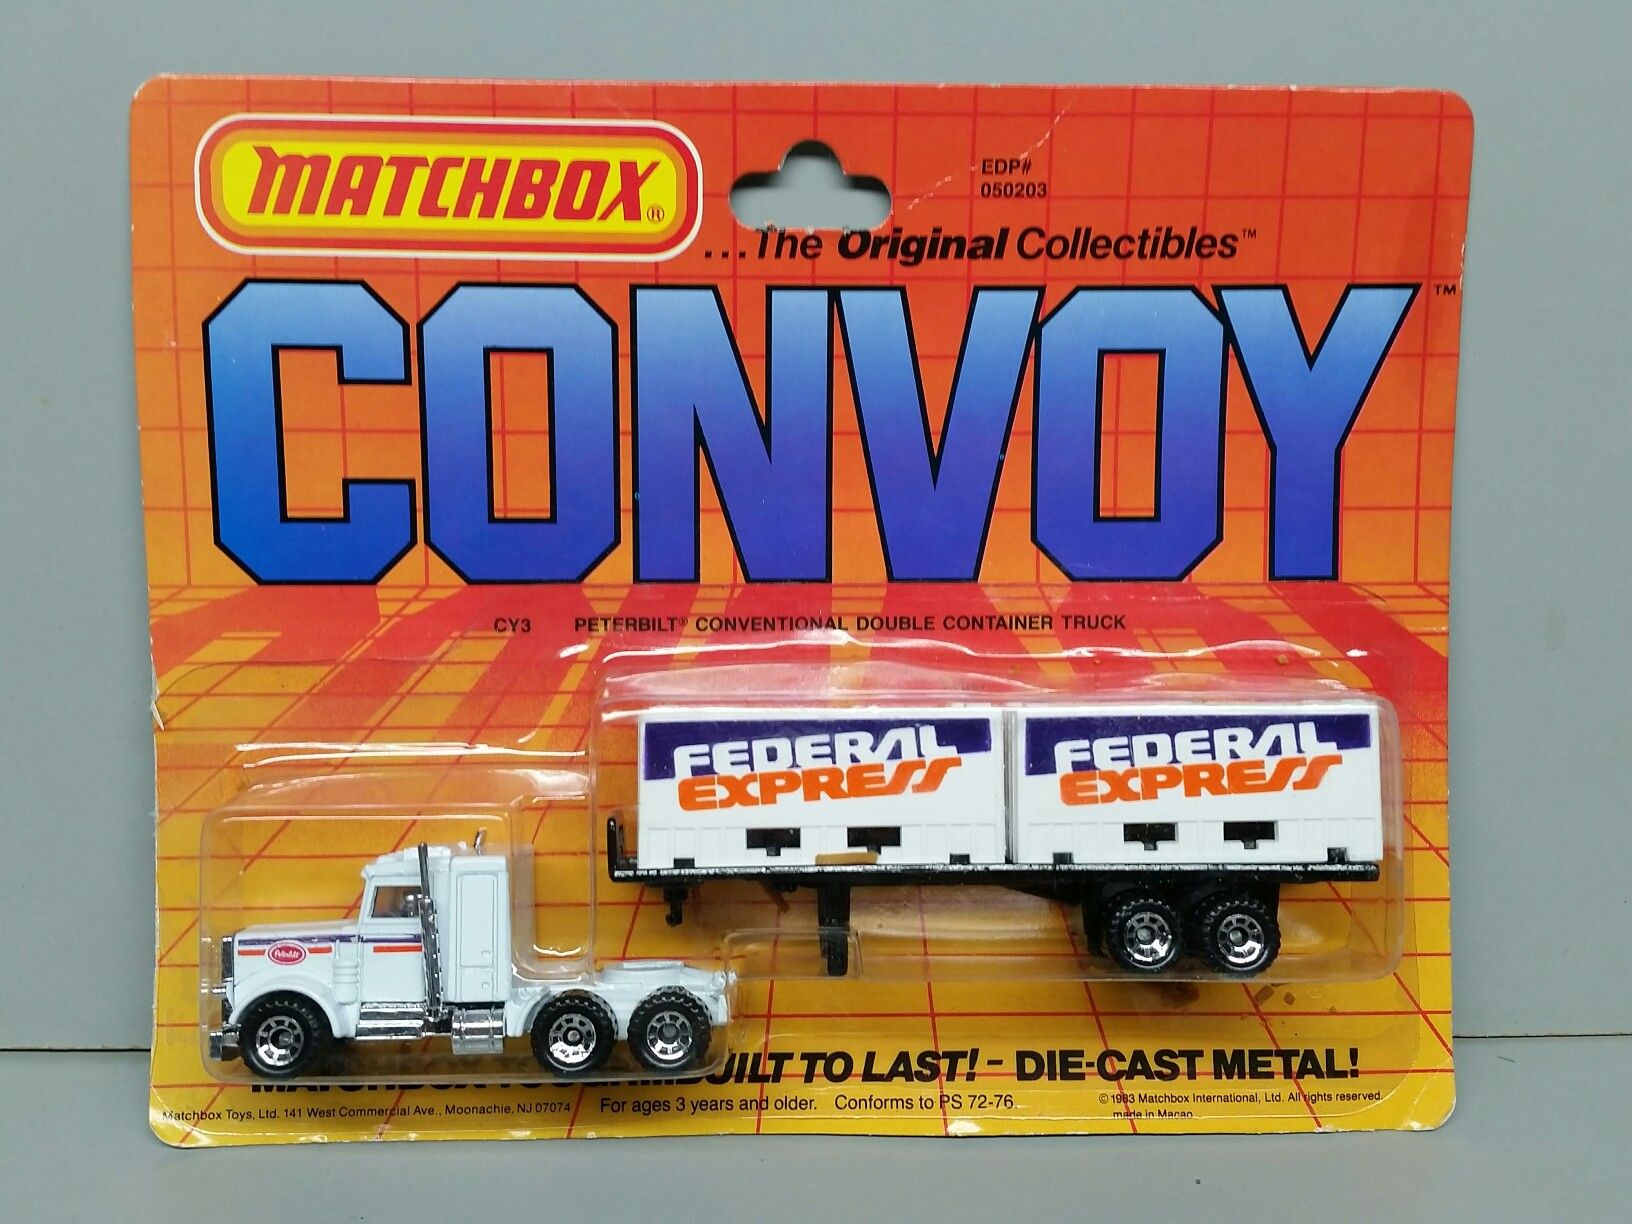 MATCHBOX®
EDP#
050203
...The Original Collectibles™
CONVOY™
CY3 PETERBILT® CONVENTIONAL DOUBLE CONTAINER TRUCK
FEDERAL EXPRESS
FEDERAL EXPRESS
Peterbilt
MATCHBOX BUILT TO LAST! - DIE-CAST METAL!
Matchbox Toys, Ltd. 141 West Commercial Ave., Moonachie, NJ 07074
For ages 3 years and older. Conforms to PS 72-76.
© 1983 Matchbox International, Ltd. All rights reserved.
made in Macao